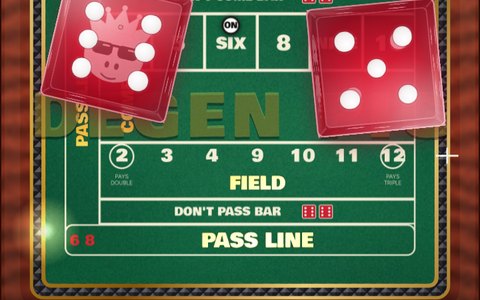 ON
SIX 8
DEGEN
2 3 4 9 10 11 12
PAYS DOUBLE
PAYS TRIPLE
FIELD
DON'T PASS BAR
6 8 PASS LINE
PASS